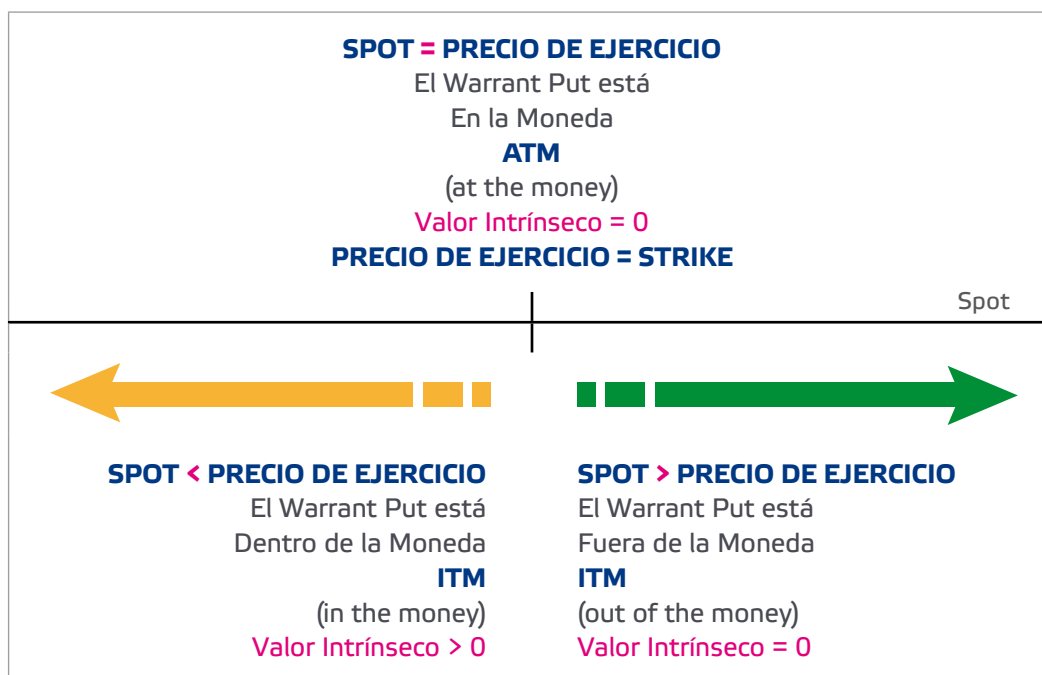 SPOT = PRECIO DE EJERCICIO
El Warrant Put está
En la Moneda
ATM
(at the money)
Valor Intrínseco = 0
PRECIO DE EJERCICIO = STRIKE
Spot
SPOT < PRECIO DE EJERCICIO
El Warrant Put está
Dentro de la Moneda
ITM
(in the money)
Valor Intrínseco > 0
SPOT > PRECIO DE EJERCICIO
El Warrant Put está
Fuera de la Moneda
ITM
(out of the money)
Valor Intrínseco = 0